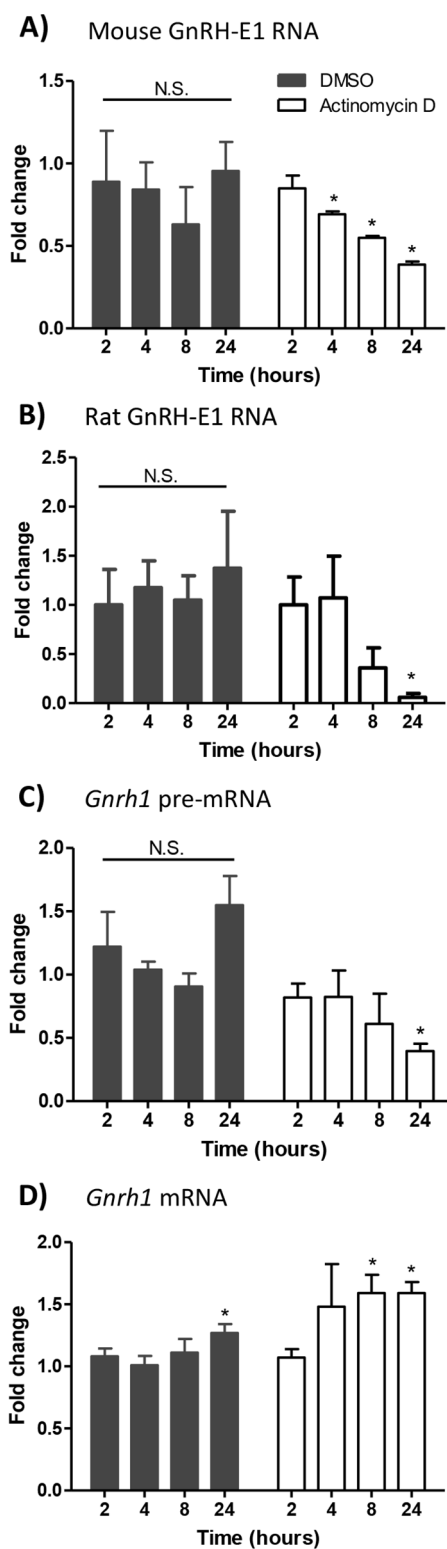 A) Mouse GnRH-E1 RNA
1.5
1.0
0.5
0.0
Fold change
N.S.
DMSO
Actinomycin D
* * *
2 4 8 24 2 4 8 24
Time (hours)
B) Rat GnRH-E1 RNA
2.5
2.0
1.5
1.0
0.5
0.0
Fold change
N.S.
*
2 4 8 24 2 4 8 24
Time (hours)
C) Gnrh1 pre-mRNA
2.0
1.5
1.0
0.5
0.0
Fold change
N.S.
*
2 4 8 24 2 4 8 24
Time (hours)
D) Gnrh1 mRNA
2.0
1.5
1.0
0.5
0.0
Fold change
* * *
2 4 8 24 2 4 8 24
Time (hours)